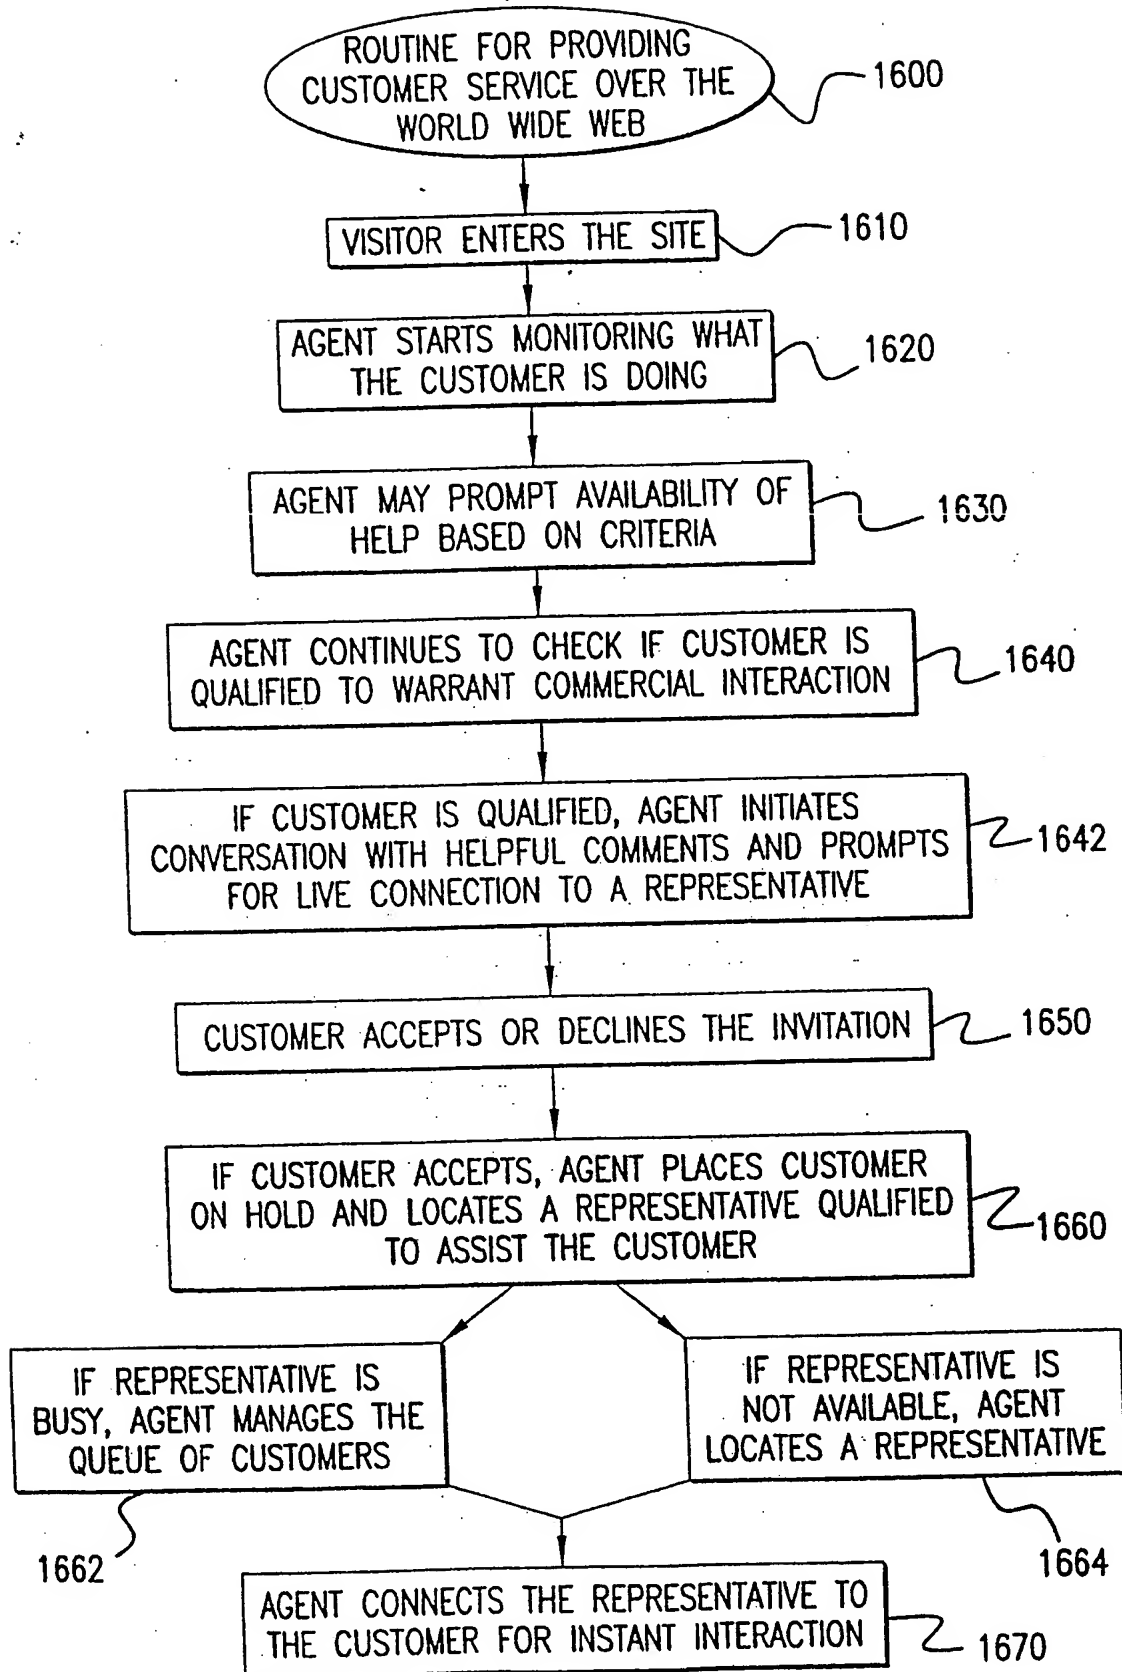 ROUTINE FOR PROVIDING
CUSTOMER SERVICE OVER THE
WORLD WIDE WEB
1600
VISITOR ENTERS THE SITE
1610
AGENT STARTS MONITORING WHAT
THE CUSTOMER IS DOING
1620
AGENT MAY PROMPT AVAILABILITY OF
HELP BASED ON CRITERIA
1630
AGENT CONTINUES TO CHECK IF CUSTOMER IS
QUALIFIED TO WARRANT COMMERCIAL INTERACTION
1640
IF CUSTOMER IS QUALIFIED, AGENT INITIATES
CONVERSATION WITH HELPFUL COMMENTS AND PROMPTS
FOR LIVE CONNECTION TO A REPRESENTATIVE
1642
CUSTOMER ACCEPTS OR DECLINES THE INVITATION
1650
IF CUSTOMER ACCEPTS, AGENT PLACES CUSTOMER
ON HOLD AND LOCATES A REPRESENTATIVE QUALIFIED
TO ASSIST THE CUSTOMER
1660
IF REPRESENTATIVE IS
BUSY, AGENT MANAGES THE
QUEUE OF CUSTOMERS
1662
IF REPRESENTATIVE IS
NOT AVAILABLE, AGENT
LOCATES A REPRESENTATIVE
1664
AGENT CONNECTS THE REPRESENTATIVE TO
THE CUSTOMER FOR INSTANT INTERACTION
1670